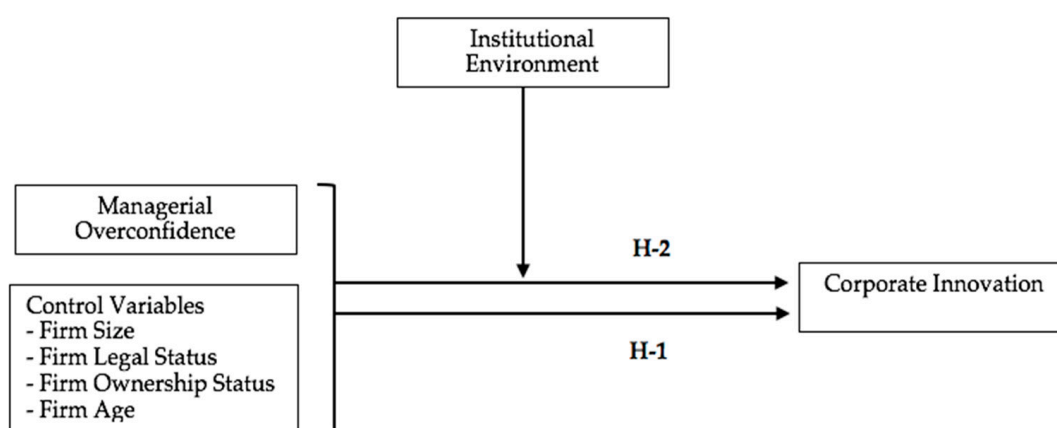 Institutional
Environment
Managerial
Overconfidence
H-2
Corporate Innovation
Control Variables
- Firm Size
- Firm Legal Status
- Firm Ownership Status
- Firm Age
H-1